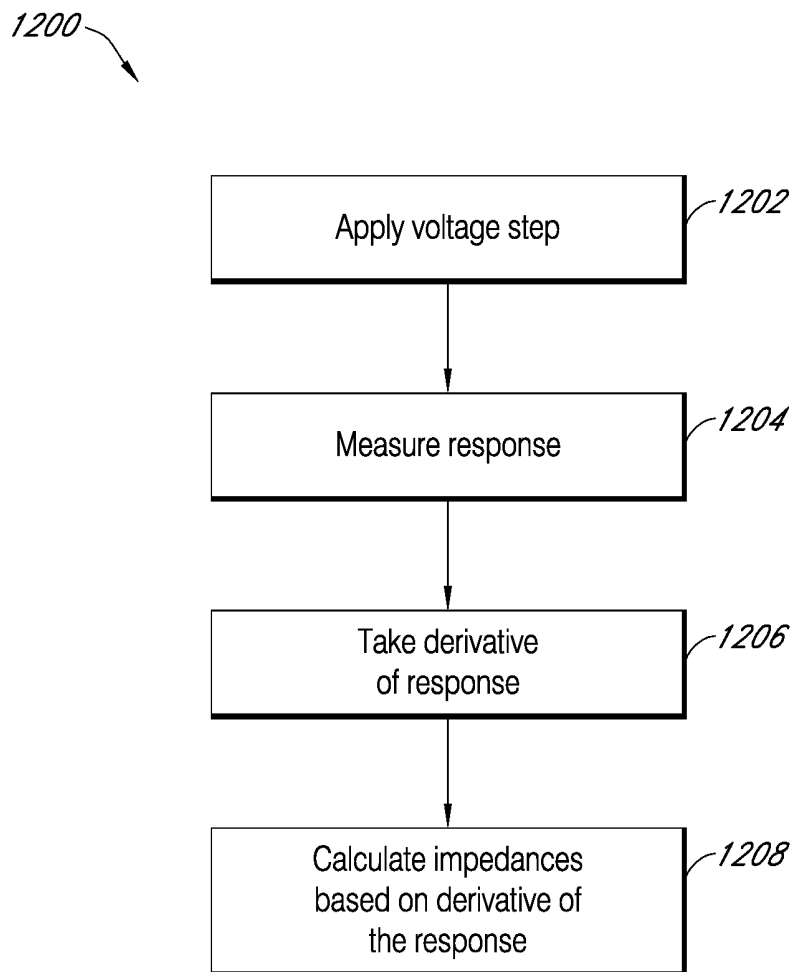 1200
Apply voltage step
1202
Measure response
1204
Take derivative
of response
1206
Calculate impedances
based on derivative of
the response
1208